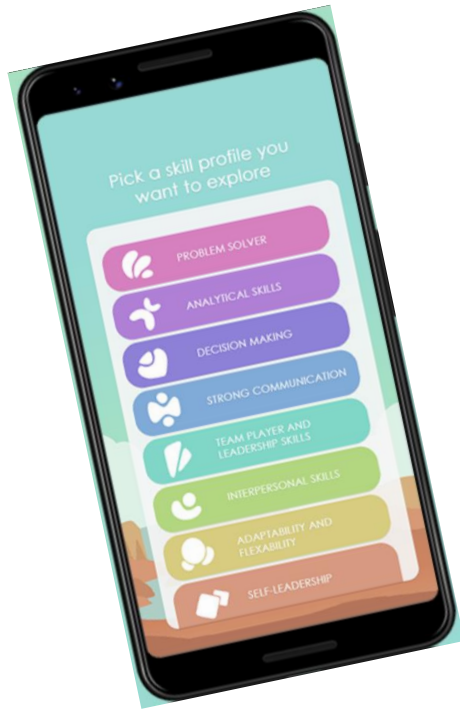 Pick a skill profile you
want to explore
PROBLEM SOLVER
ANALYTICAL SKILLS
DECISION MAKING
STRONG COMMUNICATION
TEAM PLAYER AND
LEADERSHIP SKILLS
INTERPERSONAL SKILLS
ADAPTABILITY AND
FLEXABILITY
SELF-LEADERSHIP